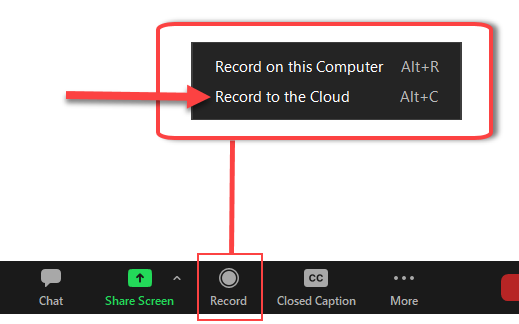 Record on this Computer Alt+R
Record to the Cloud Alt+C
CC
Chat Share Screen Record Closed Caption More